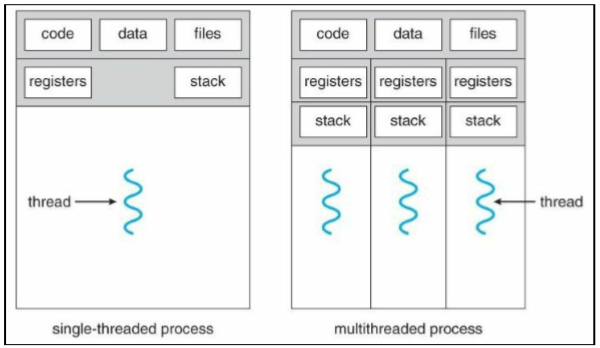 code data files
registers stack
thread
single-threaded process
code data files
registers registers registers
stack stack stack
thread
multithreaded process